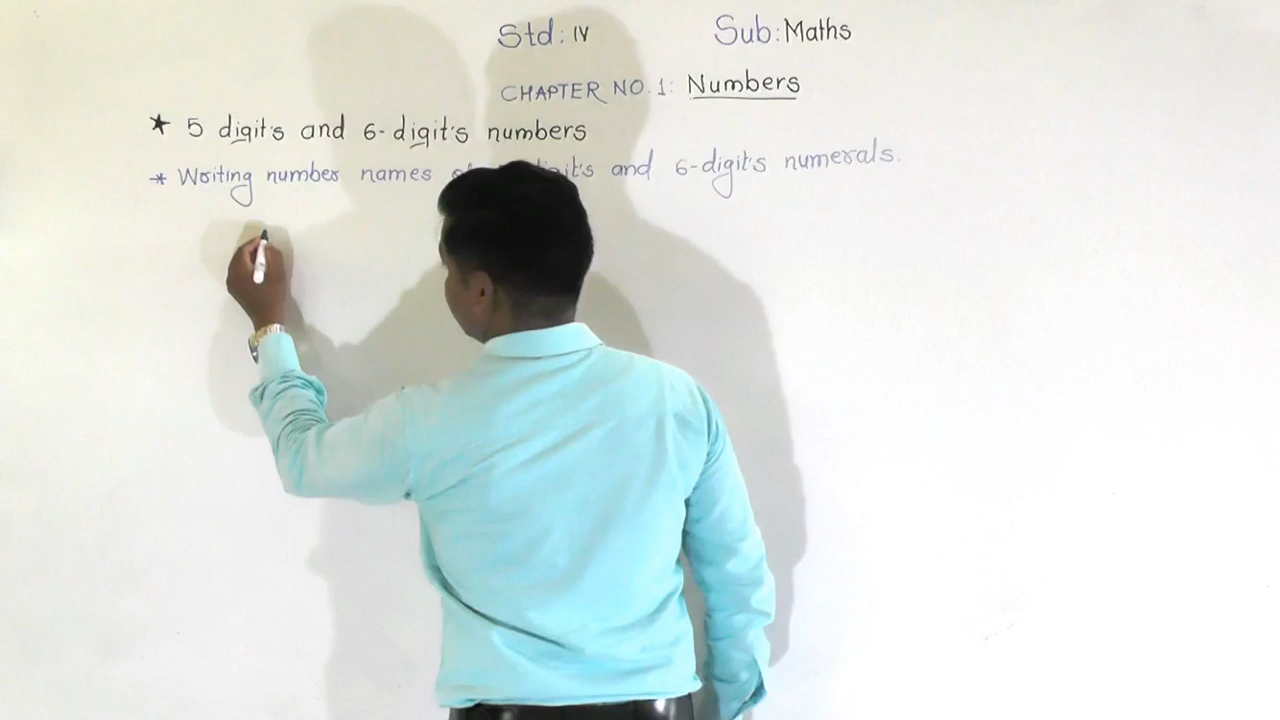 Std: IV Sub: Maths
CHAPTER NO. 1: Numbers
* 5 digit's and 6-digit's numbers
* Writing number names and 6-digit's numerals.